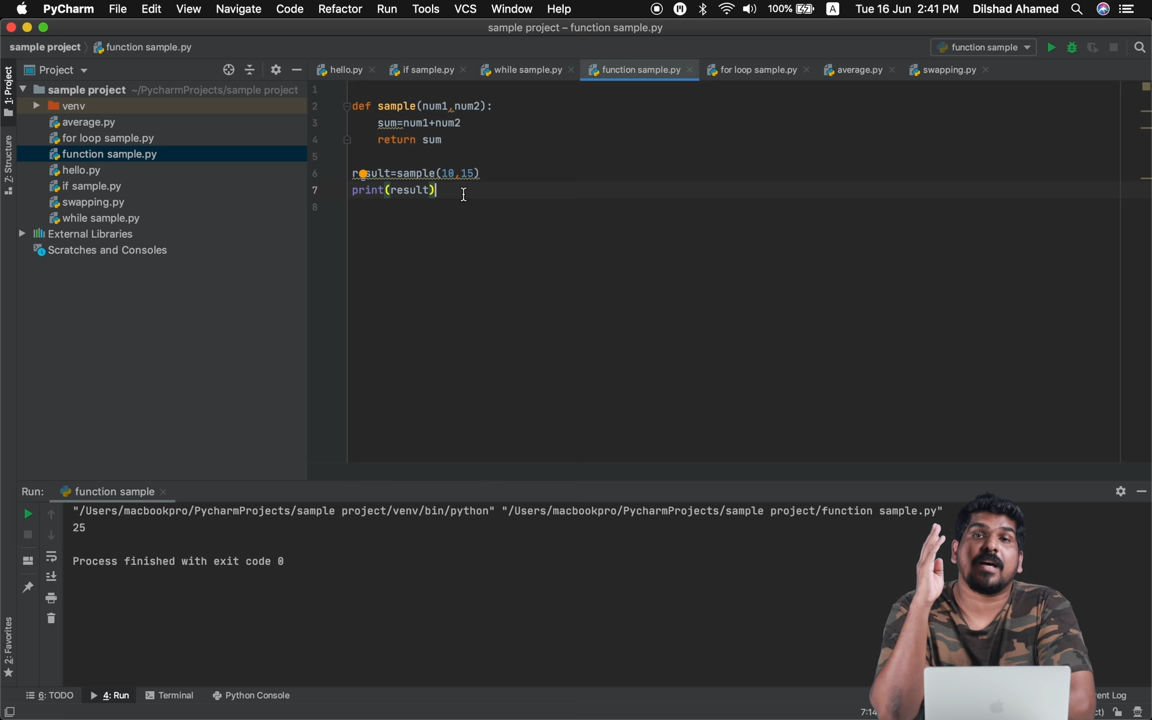 PyCharm File Edit View Navigate Code Refactor Run Tools VCS Window Help 100% A Tue 16 Jun 2:41 PM Dilshad Ahamed
sample project – function sample.py
sample project function sample.py function sample
1: Project
Project
hello.py if sample.py while sample.py function sample.py for loop sample.py average.py swapping.py
sample project ~/PycharmProjects/sample project
venv
average.py
for loop sample.py
function sample.py
hello.py
if sample.py
swapping.py
while sample.py
External Libraries
Scratches and Consoles
Z: Structure
1
2 def sample(num1,num2):
3 sum=num1+num2
4 return sum
5
6 result=sample(10,15)
7 print(result)
8
Run: function sample
"/Users/macbookpro/PycharmProjects/sample project/venv/bin/python" "/Users/macbookpro/PycharmProjects/sample project/function sample.py"
25
Process finished with exit code 0
2: Favorites
6: TODO 4: Run Terminal Python Console Log